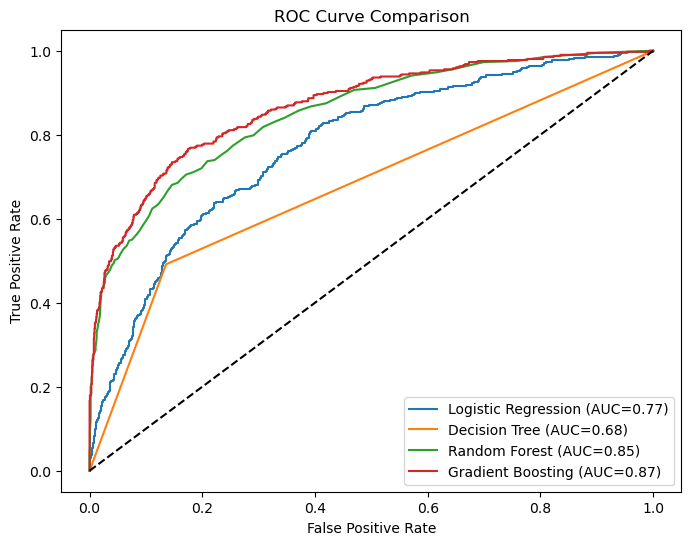 ROC Curve Comparison
True Positive Rate
1.0
0.8
0.6
0.4
0.2
0.0
Logistic Regression (AUC=0.77)
Decision Tree (AUC=0.68)
Random Forest (AUC=0.85)
Gradient Boosting (AUC=0.87)
0.0 0.2 0.4 0.6 0.8 1.0
False Positive Rate